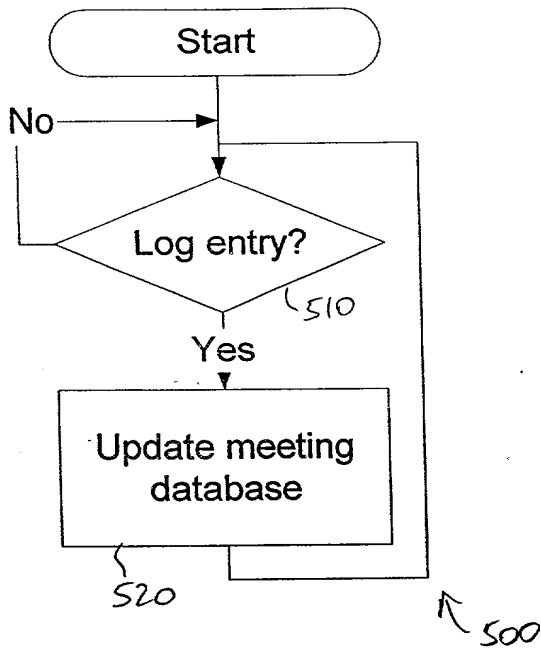 Start
No
Log entry?
510
Yes
Update meeting
database
520
500